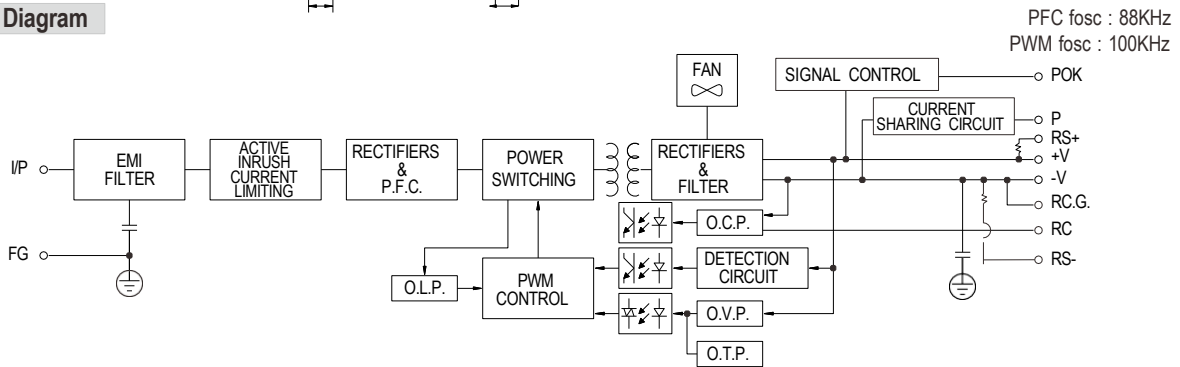 Diagram
PFC fosc : 88KHz
PWM fosc : 100KHz
FAN
SIGNAL CONTROL
POK
CURRENT
SHARING CIRCUIT
P
RS+
+V
-V
RC.G.
RC
RS-
I/P
EMI
FILTER
ACTIVE
INRUSH
CURRENT
LIMITING
RECTIFIERS
&
P.F.C.
POWER
SWITCHING
RECTIFIERS
&
FILTER
O.C.P.
FG
DETECTION
CIRCUIT
O.L.P.
PWM
CONTROL
O.V.P.
O.T.P.